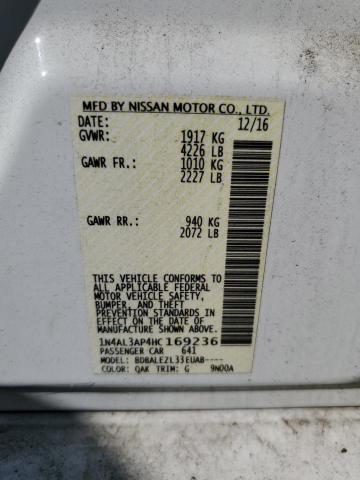 MFD BY NISSAN MOTOR CO., LTD.
DATE: 12/16
GVWR: 1917 KG
4226 LB
GAWR FR.: 1010 KG
2227 LB
GAWR RR.: 940 KG
2072 LB
THIS VEHICLE CONFORMS TO
ALL APPLICABLE FEDERAL
MOTOR VEHICLE SAFETY,
BUMPER, AND THEFT
PREVENTION STANDARDS IN
EFFECT ON THE DATE OF
MANUFACTURE SHOWN ABOVE.
1N4AL3AP4HC169236
PASSENGER CAR 641
MODEL: BDBALEZL33EUAB----
COLOR: QAK TRIM: G 9N00A